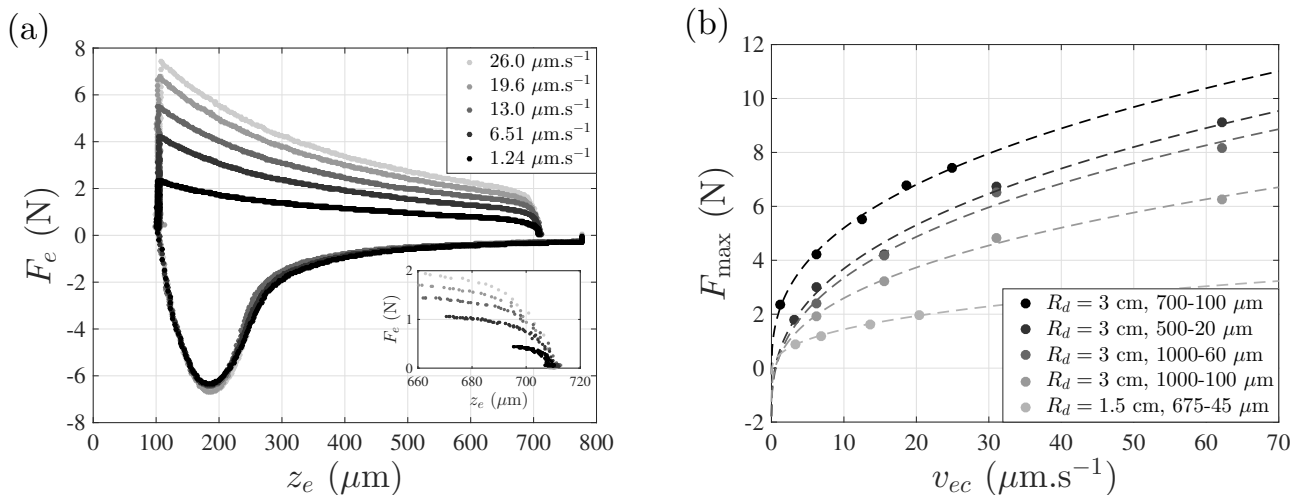 (a)
8
6
4
2
0
-2
-4
-6
-8
F_e (N)
0 100 200 300 400 500 600 700 800
z_e (μm)
26.0 μm.s⁻¹
19.6 μm.s⁻¹
13.0 μm.s⁻¹
6.51 μm.s⁻¹
1.24 μm.s⁻¹
2
1
0
F_e (N)
660 680 700 720
z_e (μm)
(b)
12
10
8
6
4
2
0
-2
F_max (N)
0 10 20 30 40 50 60 70
v_ec (μm.s⁻¹)
R_d = 3 cm, 700-100 μm
R_d = 3 cm, 500-20 μm
R_d = 3 cm, 1000-60 μm
R_d = 3 cm, 1000-100 μm
R_d = 1.5 cm, 675-45 μm